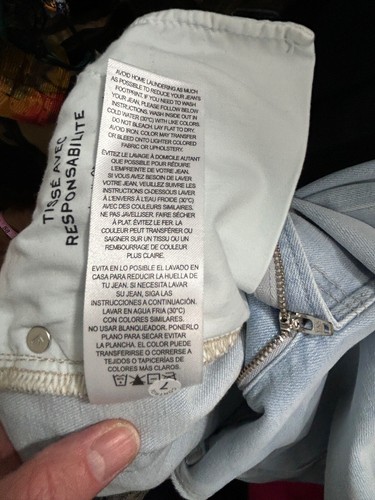 TISSÉ AVEC
RESPONSABILITE
AVOID HOME LAUNDERING AS MUCH
AS POSSIBLE TO REDUCE YOUR JEAN'S
FOOTPRINT. IF YOU NEED TO WASH
YOUR JEAN, PLEASE FOLLOW BELOW
INSTRUCTIONS. WASH INSIDE OUT IN
COLD WATER (30°C) WITH LIKE COLORS.
DO NOT BLEACH. LAY FLAT TO DRY.
AVOID IRON. COLOR MAY TRANSFER
OR BLEED ONTO LIGHTER COLORED
FABRIC OR UPHOLSTERY.
ÉVITEZ LE LAVAGE À DOMICILE AUTANT
QUE POSSIBLE POUR RÉDUIRE
L'EMPREINTE DE VOTRE JEAN.
SI VOUS AVEZ BESOIN DE LAVER
VOTRE JEAN, VEUILLEZ SUIVRE LES
INSTRUCTIONS CI-DESSOUS. LAVER
À L'ENVERS À L'EAU FROIDE (30°C)
AVEC DES COULEURS SIMILAIRES.
NE PAS JAVELLISER. FAIRE SÉCHER
À PLAT. ÉVITEZ LE FER. LA
COULEUR PEUT TRANSFÉRER OU
SAIGNER SUR UN TISSU OU UN
REMBOURRAGE DE COULEUR
PLUS CLAIRE.
EVITA EN LO POSIBLE EL LAVADO EN
CASA PARA REDUCIR LA HUELLA DE
TU JEAN. SI NECESITA LAVAR
SU JEAN, SIGA LAS
INSTRUCCIONES A CONTINUACIÓN.
LAVAR EN AGUA FRIA (30°C)
CON COLORES SIMILARES.
NO USAR BLANQUEADOR. PONERLO
PLANO PARA SECAR EVITAR
LA PLANCHA. EL COLOR PUEDE
TRANSFERIRSE O CORRERSE A
TEJIDOS O TAPICERÍAS DE
COLORES MÁS CLAROS.
7